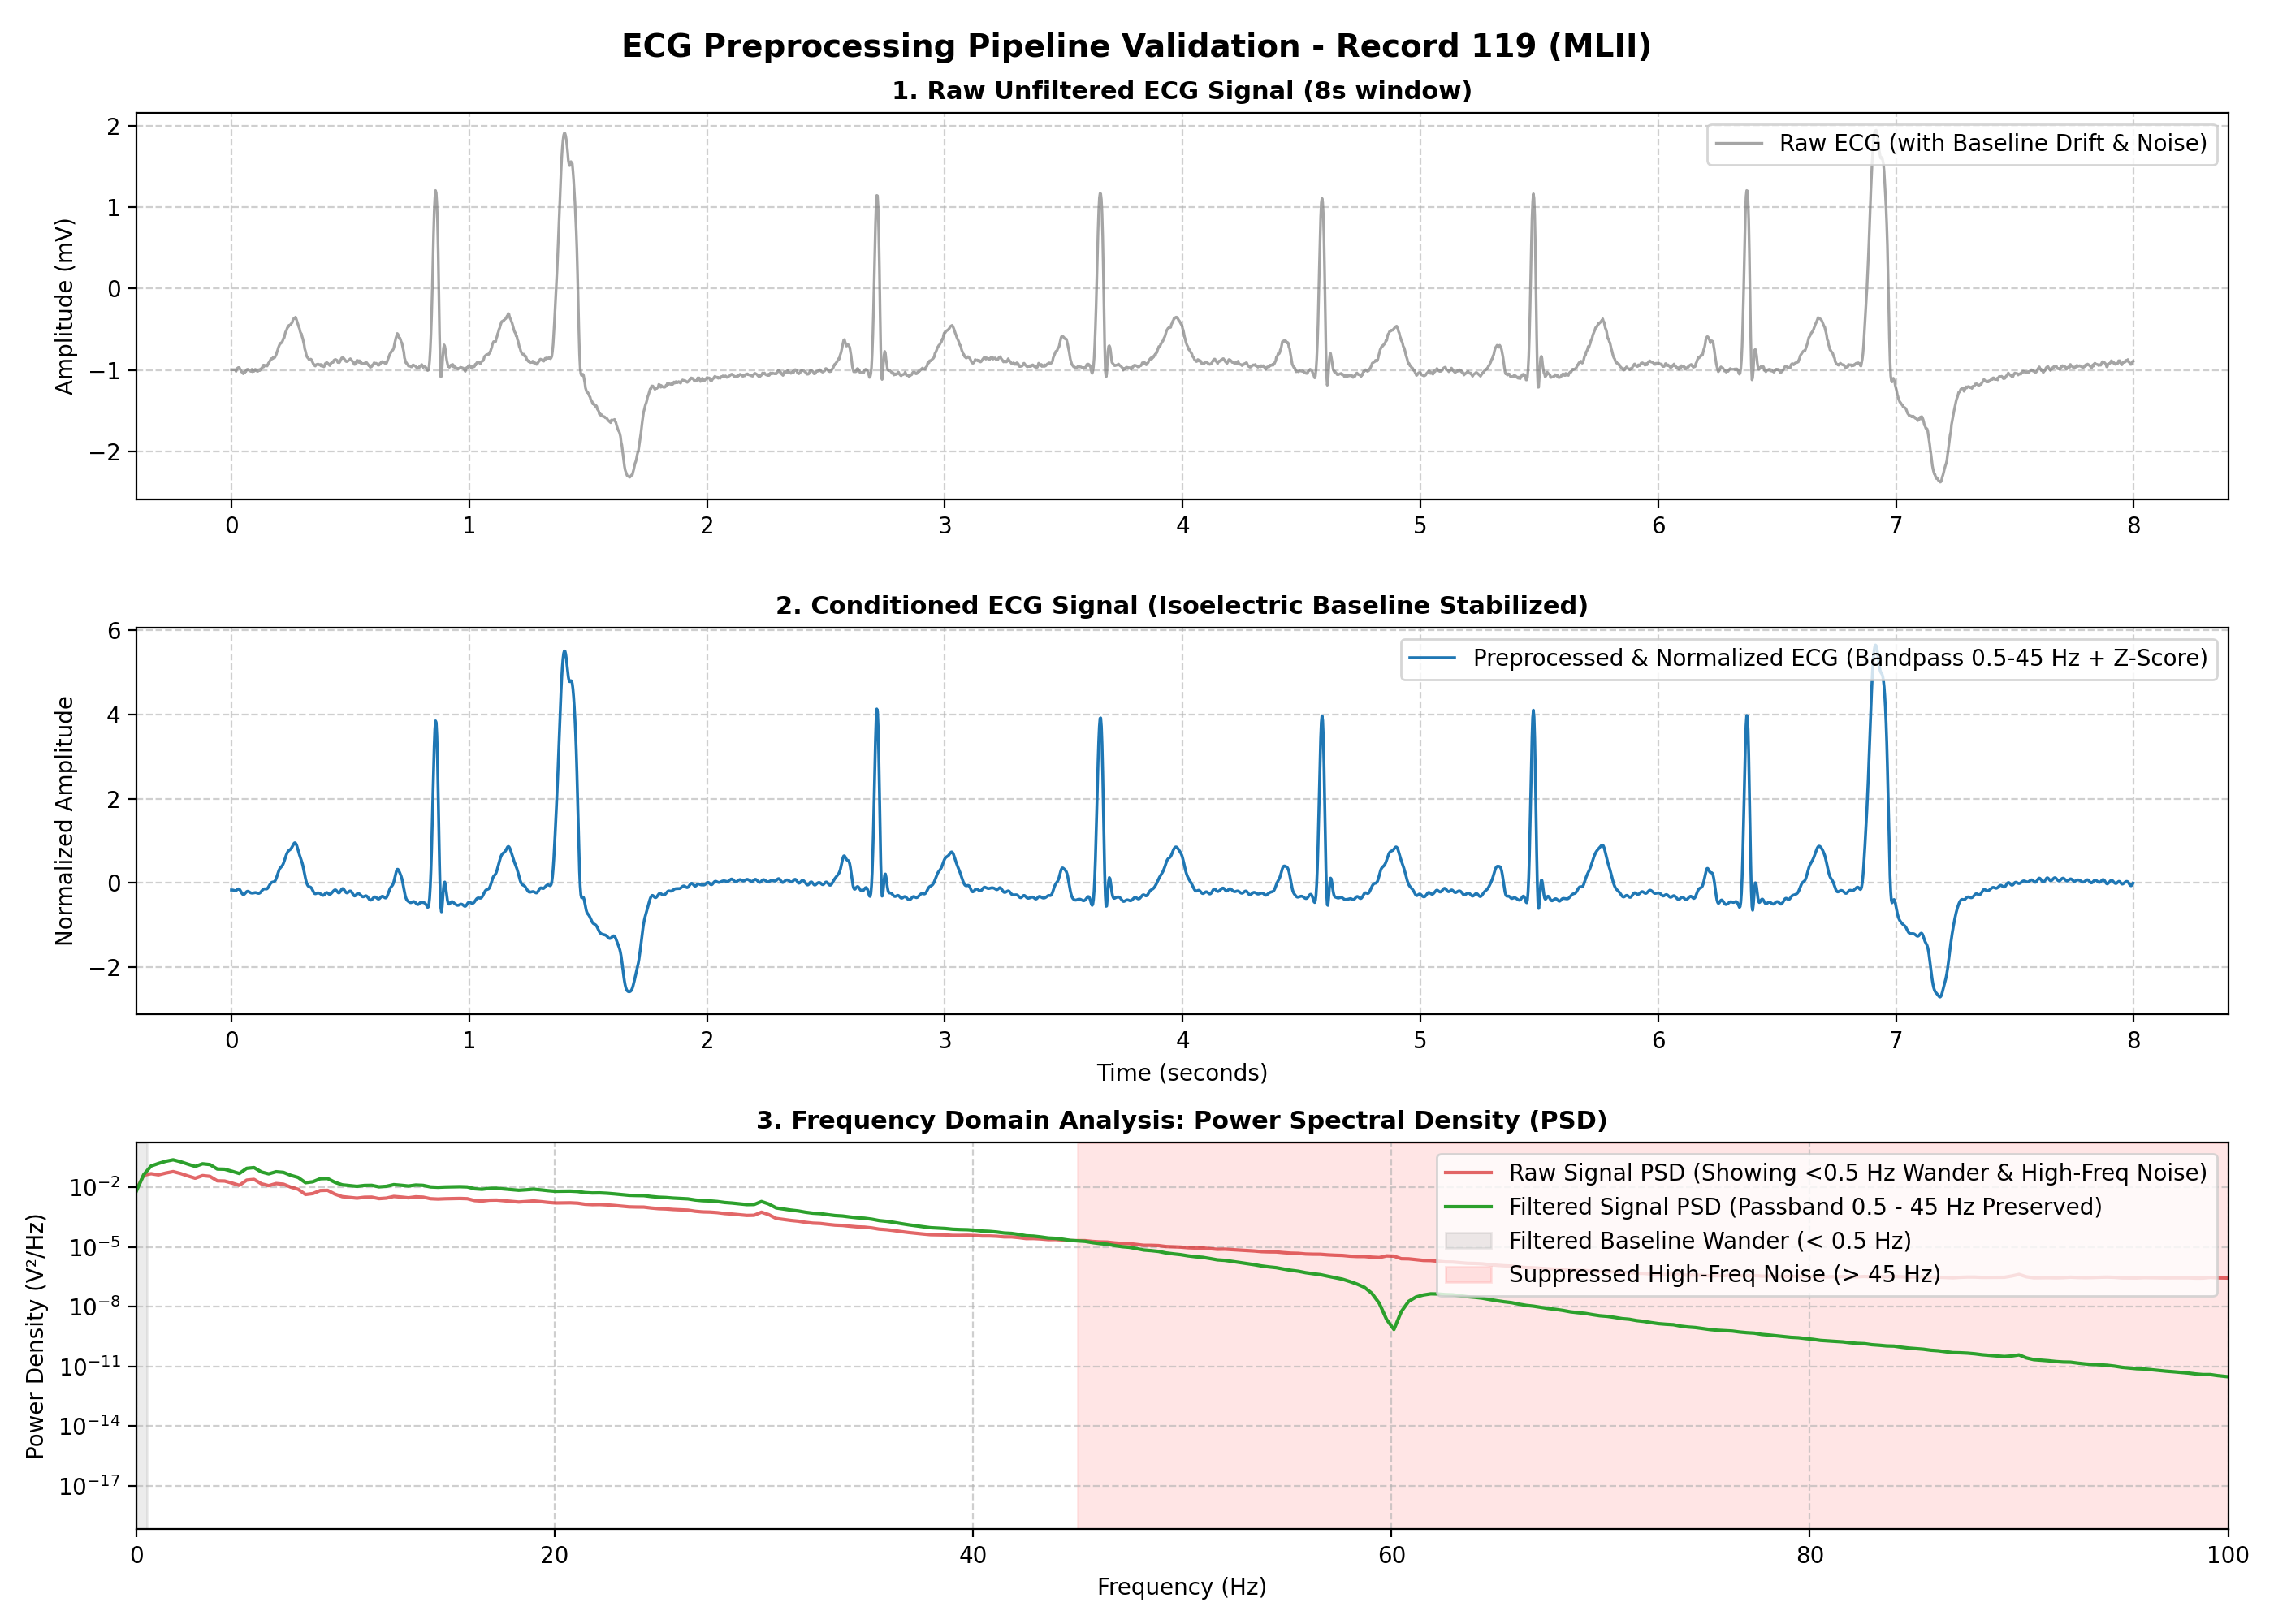 ECG Preprocessing Pipeline Validation - Record 119 (MLII)
1. Raw Unfiltered ECG Signal (8s window)
Raw ECG (with Baseline Drift & Noise)
Amplitude (mV)
2
1
0
−1
−2
0 1 2 3 4 5 6 7 8
2. Conditioned ECG Signal (Isoelectric Baseline Stabilized)
Preprocessed & Normalized ECG (Bandpass 0.5-45 Hz + Z-Score)
Normalized Amplitude
6
4
2
0
−2
0 1 2 3 4 5 6 7 8
Time (seconds)
3. Frequency Domain Analysis: Power Spectral Density (PSD)
Raw Signal PSD (Showing <0.5 Hz Wander & High-Freq Noise)
Filtered Signal PSD (Passband 0.5 - 45 Hz Preserved)
Filtered Baseline Wander (< 0.5 Hz)
Suppressed High-Freq Noise (> 45 Hz)
Power Density (V²/Hz)
10⁻²
10⁻⁵
10⁻⁸
10⁻¹¹
10⁻¹⁴
10⁻¹⁷
0 20 40 60 80 100
Frequency (Hz)